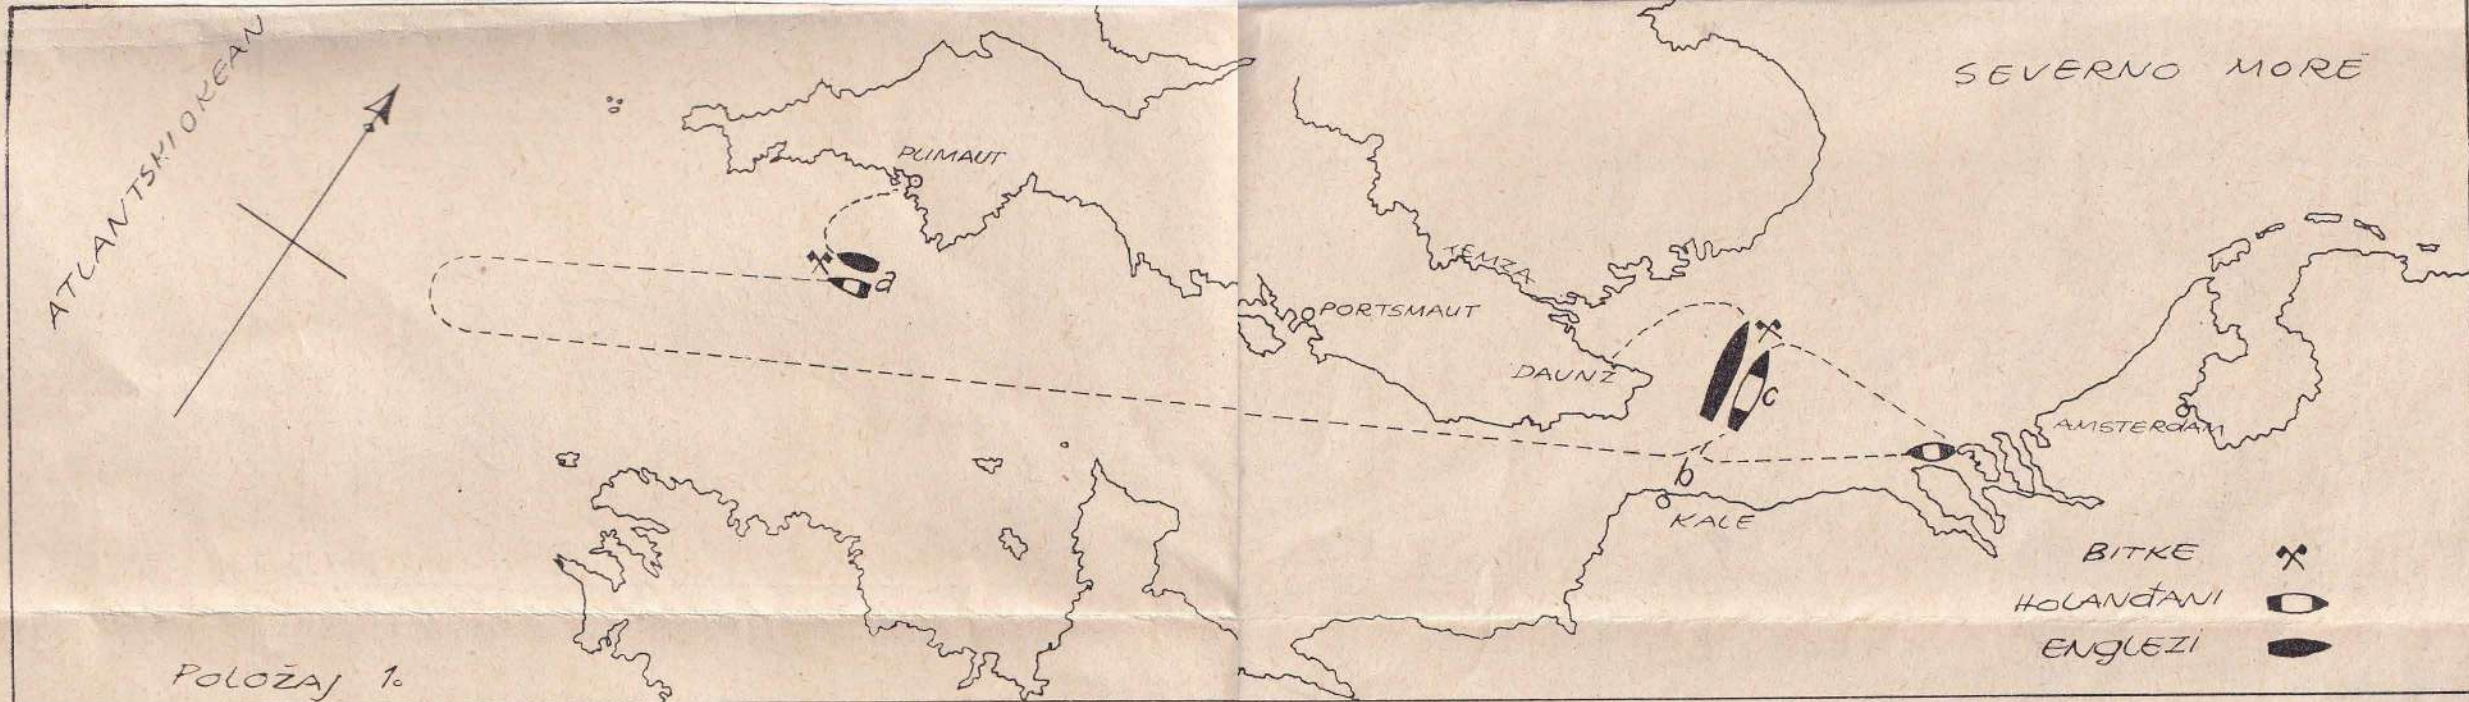 ATLANTSKI OKEAN
SEVERNO MORE
PLIMAUT
a
TEMZA
PORTSMAUT
DAUNZ
c
AMSTERDAM
b
KALE
BITKE
HOLANĐANI
ENGLEZI
POLOŽAJ 1.